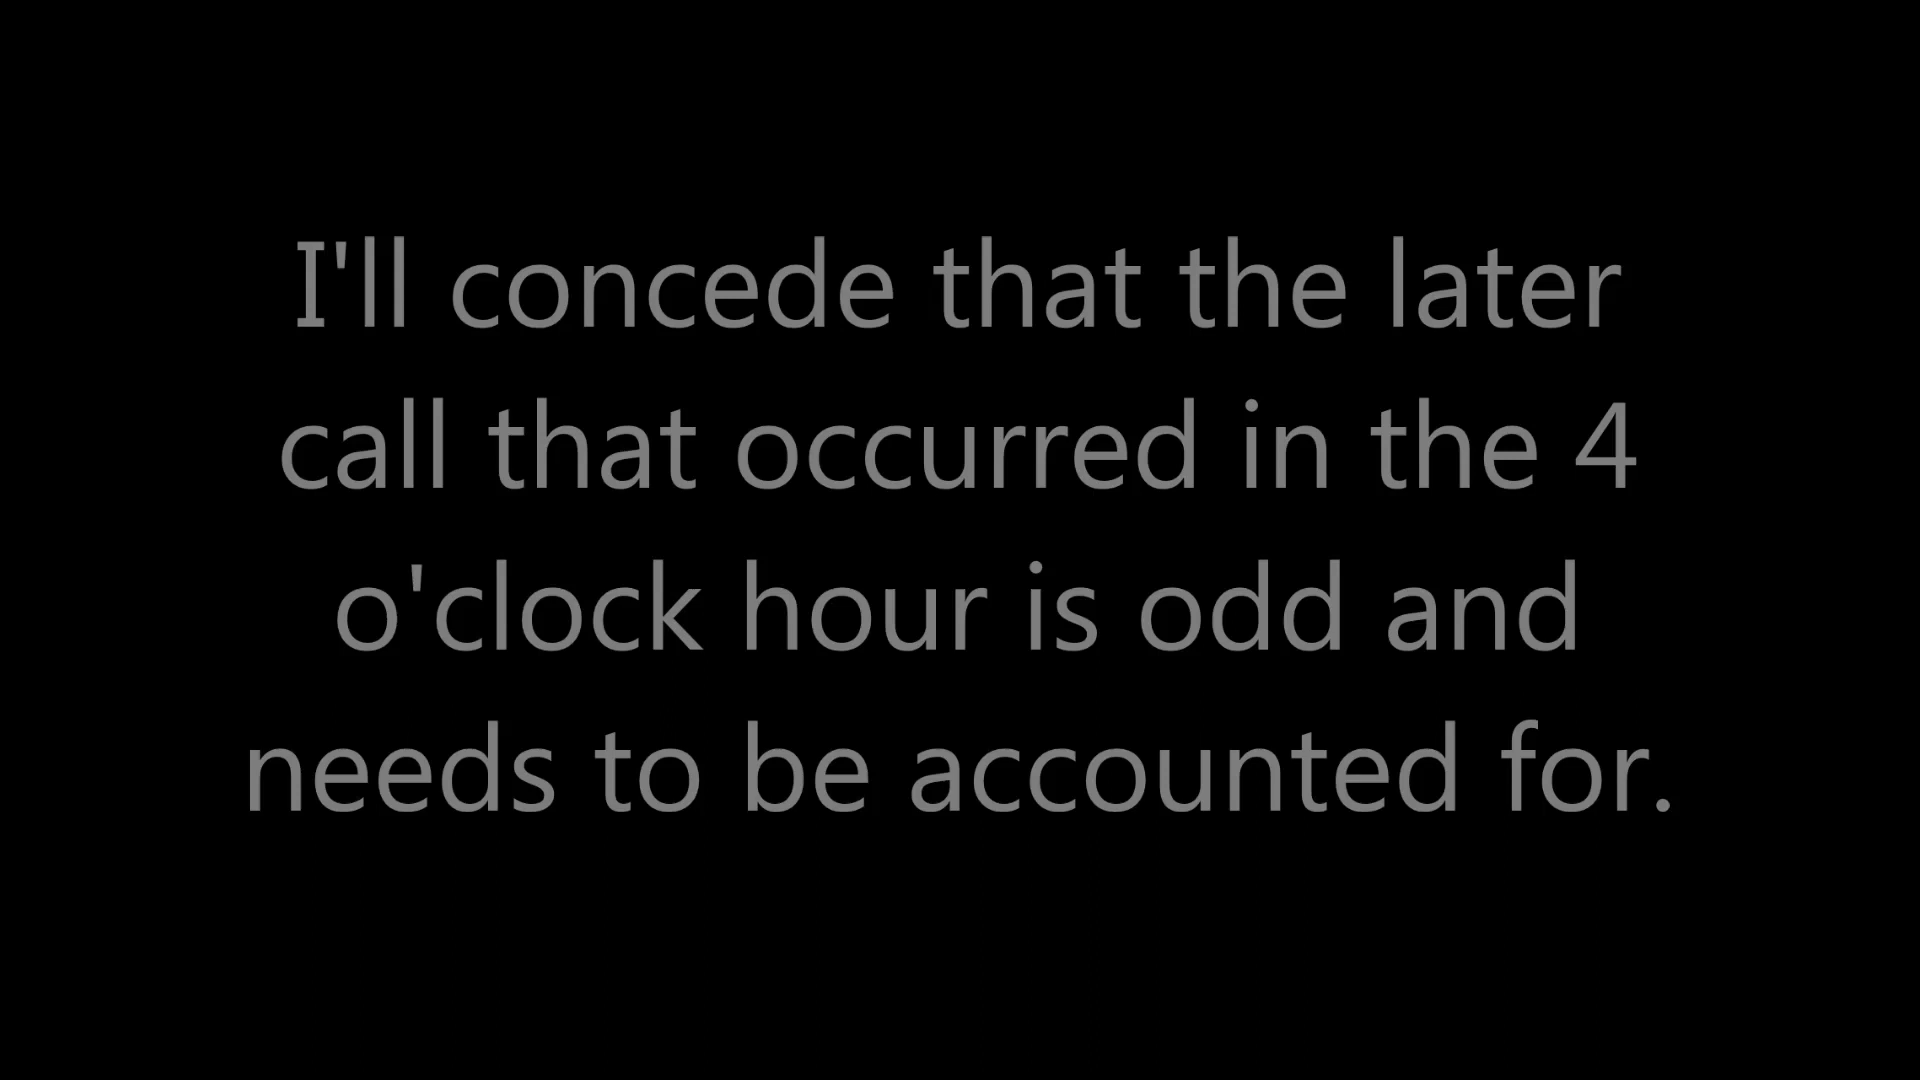 I'll concede that the later
call that occurred in the 4
o'clock hour is odd and
needs to be accounted for.